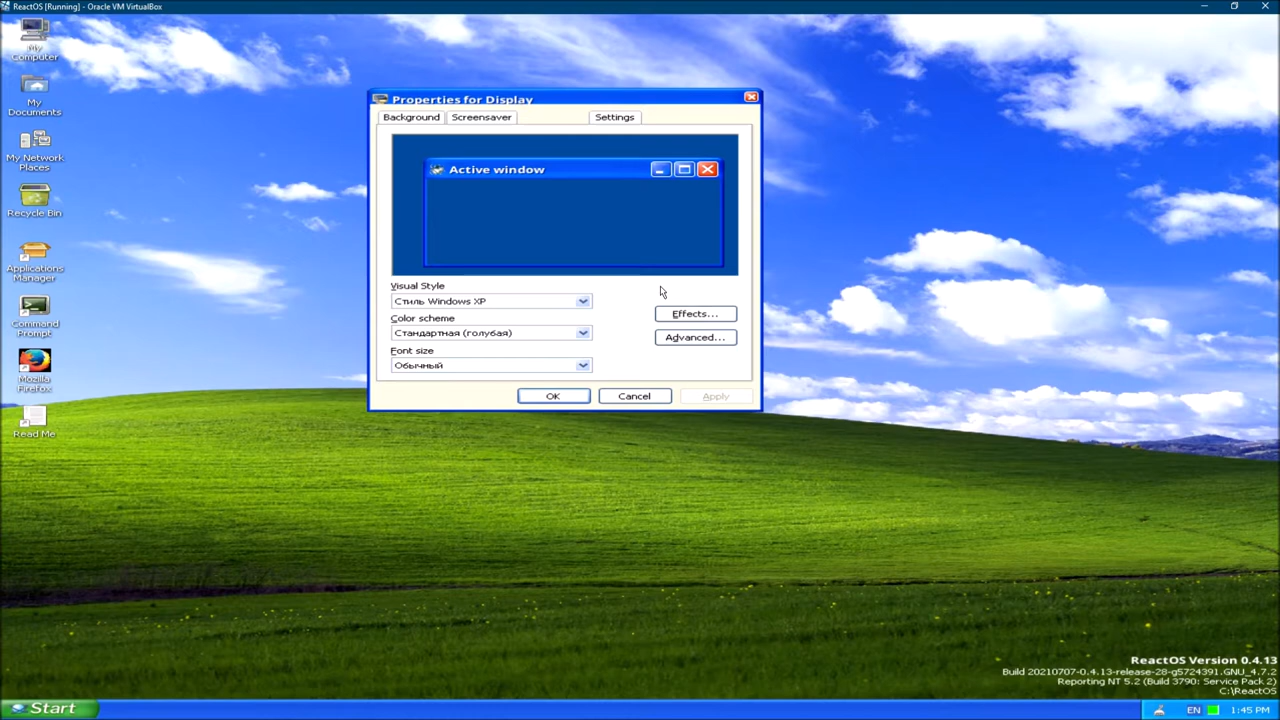 ReactOS [Running] - Oracle VM VirtualBox
My
Computer
My
Documents
My Network
Places
Recycle Bin
Applications
Manager
Command
Prompt
Mozilla
Firefox
Read Me
Properties for Display
Background
Screensaver
Settings
Active window
Visual Style
Стиль Windows XP
Color scheme
Стандартная (голубая)
Font size
Обычный
Effects...
Advanced...
OK
Cancel
Apply
ReactOS Version 0.4.13
Build 20210707-0.4.13-release-28-g5724391.GNU_4.7.2
Reporting NT 5.2 (Build 3790: Service Pack 2)
C:\ReactOS
Start
EN
1:45 PM